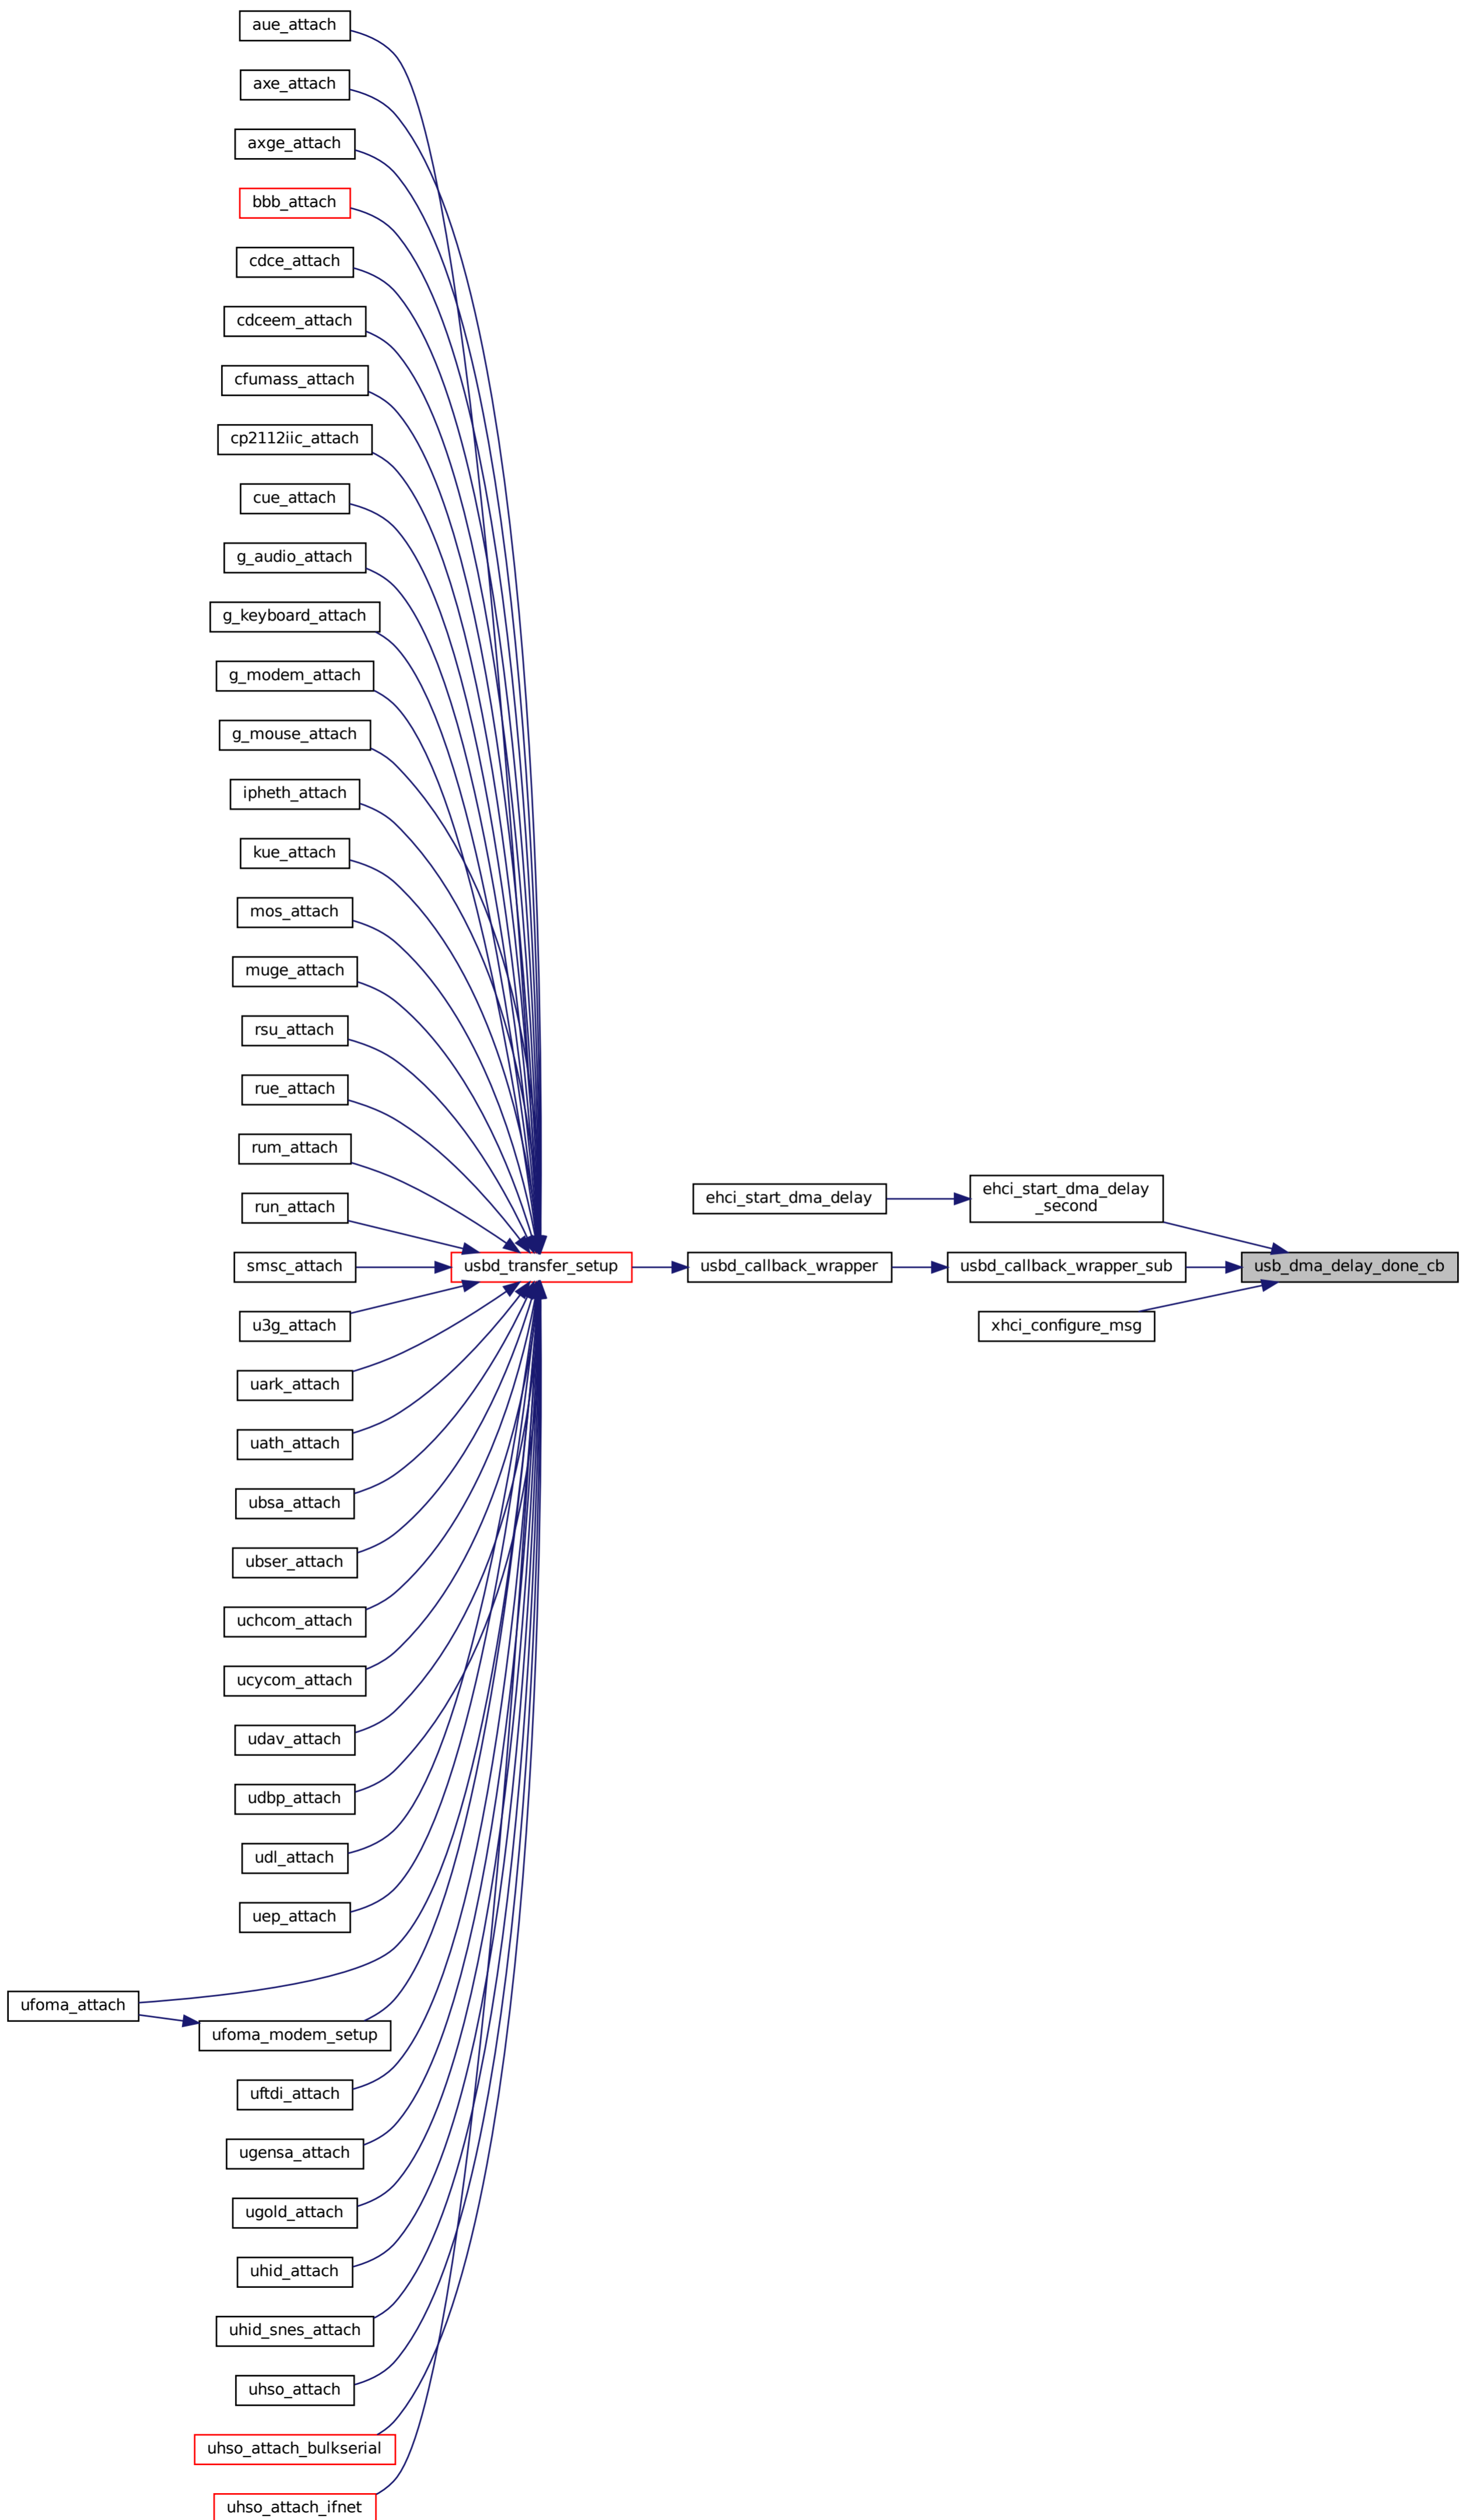 aue_attach
axe_attach
axge_attach
bbb_attach
cdce_attach
cdceem_attach
cfumass_attach
cp2112iic_attach
cue_attach
g_audio_attach
g_keyboard_attach
g_modem_attach
g_mouse_attach
ipheth_attach
kue_attach
mos_attach
muge_attach
rsu_attach
rue_attach
rum_attach
run_attach
smsc_attach
u3g_attach
uark_attach
uath_attach
ubsa_attach
ubser_attach
uchcom_attach
ucycom_attach
udav_attach
udbp_attach
udl_attach
uep_attach
ufoma_attach
ufoma_modem_setup
uftdi_attach
ugensa_attach
ugold_attach
uhid_attach
uhid_snes_attach
uhso_attach
uhso_attach_bulkserial
uhso_attach_ifnet
usbd_transfer_setup
ehci_start_dma_delay
usbd_callback_wrapper
ehci_start_dma_delay
_second
usbd_callback_wrapper_sub
xhci_configure_msg
usb_dma_delay_done_cb